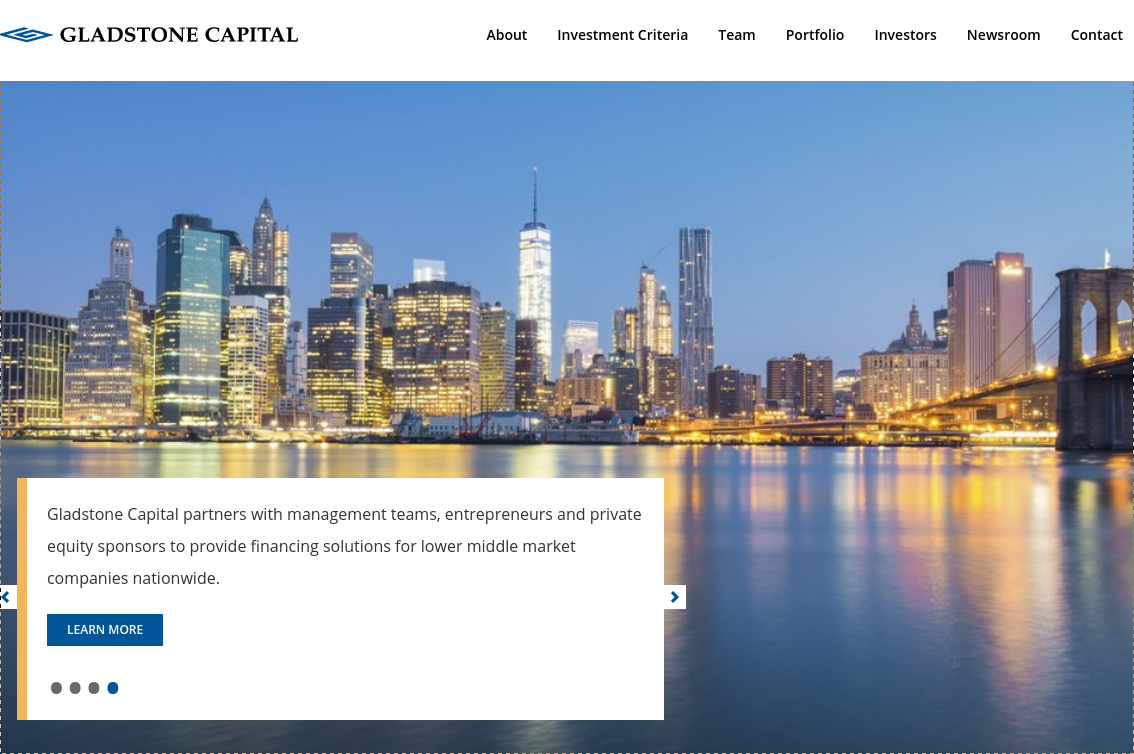 GLADSTONE CAPITAL
About Investment Criteria Team Portfolio Investors Newsroom Contact
Gladstone Capital partners with management teams, entrepreneurs and private
equity sponsors to provide financing solutions for lower middle market
companies nationwide.
LEARN MORE